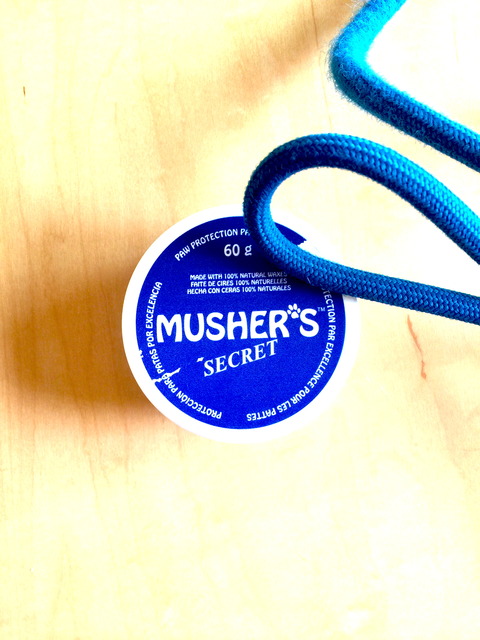 PAW PROTECTION
60 g
MADE WITH 100% NATURAL WAXES
FAITE DE CIRES 100% NATURELLES
HECHA CON CERAS 100% NATURALES
MUSHER'S™
SECRET
PROTECCIÓN PARA PATAS POR EXCELENCIA
PAR EXCELLENCE POUR LES PATTES